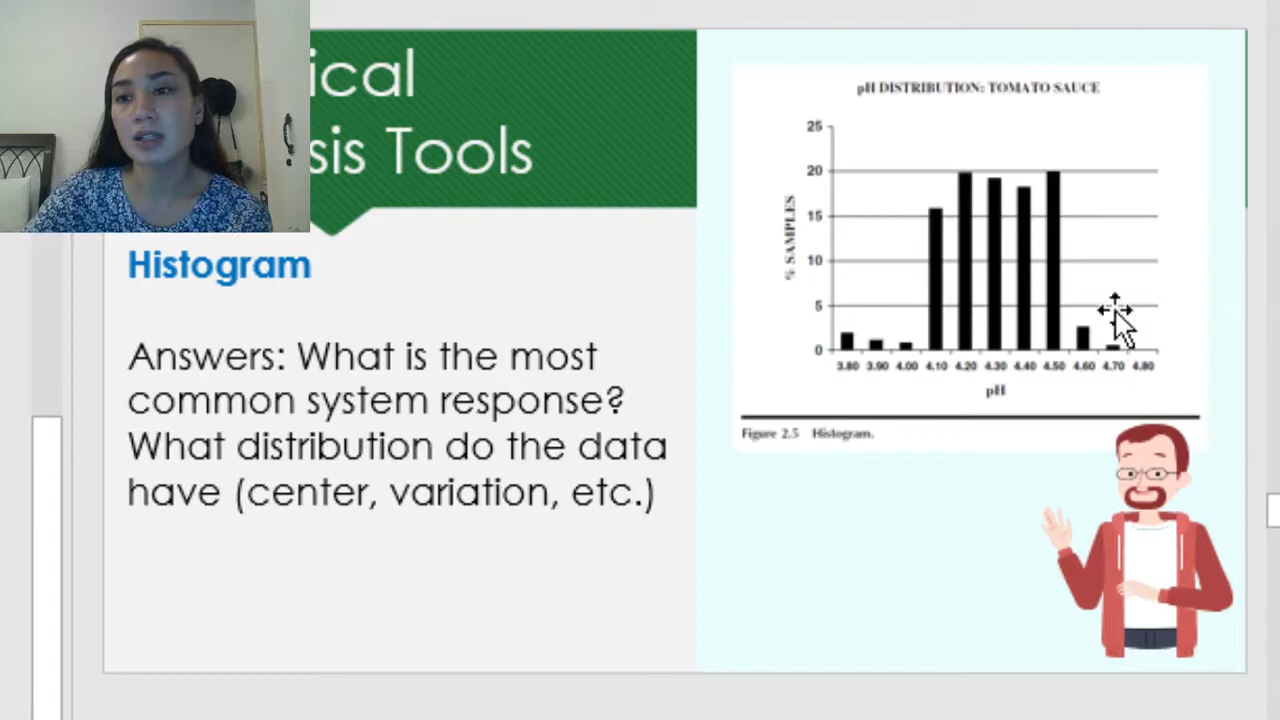 ical
sis Tools
Histogram
Answers: What is the most
common system response?
What distribution do the data
have (center, variation, etc.)
pH DISTRIBUTION: TOMATO SAUCE
25
20
15
10
5
0
% SAMPLES
3.80 3.90 4.00 4.10 4.20 4.30 4.40 4.50 4.60 4.70 4.80
pH
Figure 2.5 Histogram.